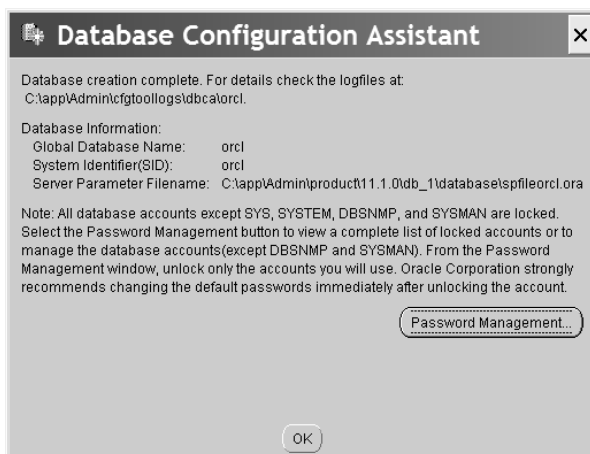 Database Configuration Assistant
Database creation complete. For details check the logfiles at:
C:\app\Admin\cfgtoollogs\dbca\orcl.
Database Information:
Global Database Name: orcl
System Identifier(SID): orcl
Server Parameter Filename: C:\app\Admin\product\11.1.0\db_1\database\spfileorcl.ora
Note: All database accounts except SYS, SYSTEM, DBSNMP, and SYSMAN are locked.
Select the Password Management button to view a complete list of locked accounts or to
manage the database accounts(except DBSNMP and SYSMAN). From the Password
Management window, unlock only the accounts you will use. Oracle Corporation strongly
recommends changing the default passwords immediately after unlocking the account.
Password Management...
OK